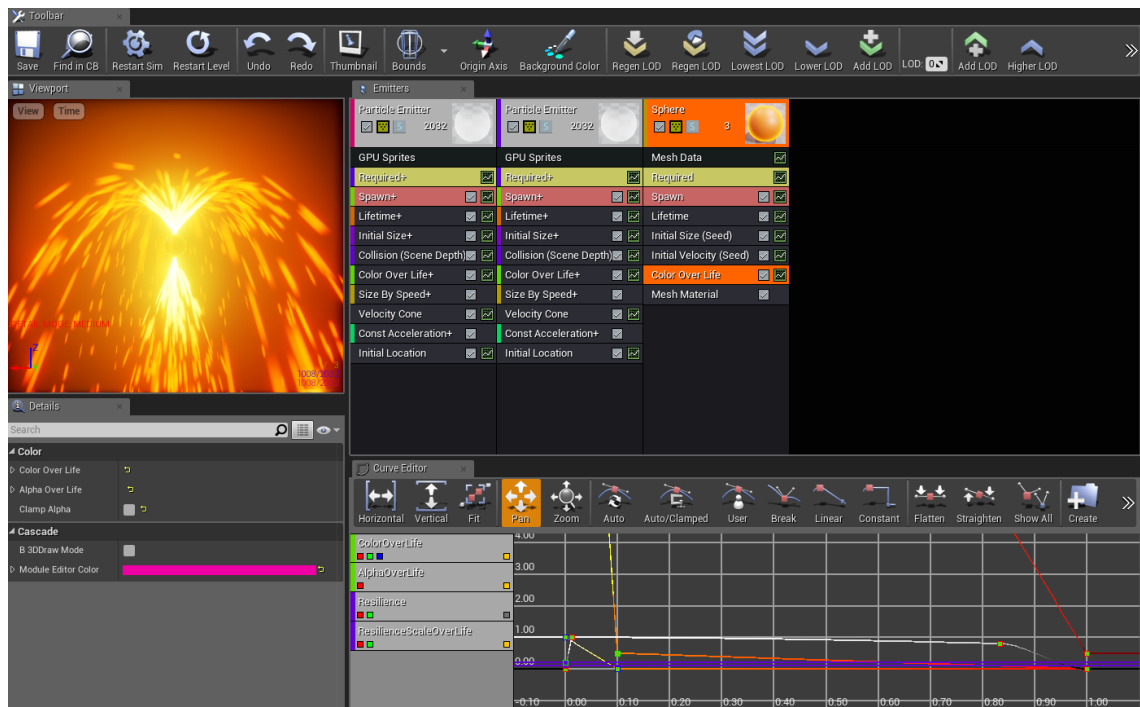 Toolbar
Save Find in CB Restart Sim Restart Level Undo Redo Thumbnail Bounds Origin Axis Background Color Regen LOD Regen LOD Lowest LOD Lower LOD Add LOD LOD: 0 Add LOD Higher LOD
Viewport
View Time
Emitters
Particle Emitter Particle Emitter Sphere
2032 2032 3
GPU Sprites GPU Sprites Mesh Data
Required+ Required+ Required
Spawn+ Spawn+ Spawn
Lifetime+ Lifetime+ Lifetime
Initial Size+ Initial Size+ Initial Size (Seed)
Collision (Scene Depth) Collision (Scene Depth) Initial Velocity (Seed)
Color Over Life+ Color Over Life+ Color Over Life
Size By Speed+ Size By Speed+ Mesh Material
Velocity Cone Velocity Cone
Const Acceleration+ Const Acceleration+
Initial Location Initial Location
MEDIUM
Z
Details
Search
Color
Color Over Life
Alpha Over Life
Clamp Alpha
Cascade
B 3DDraw Mode
Module Editor Color
Curve Editor
Horizontal Vertical Fit Pan Zoom Auto Auto/Clamped User Break Linear Constant Flatten Straighten Show All Create
ColorOverLife
AlphaOverLife
Resilience
ResilienceScaleOverLife
4.00
3.00
2.00
1.00
0.00
-0.10 0.00 0.10 0.20 0.30 0.40 0.50 0.60 0.70 0.80 0.90 1.00